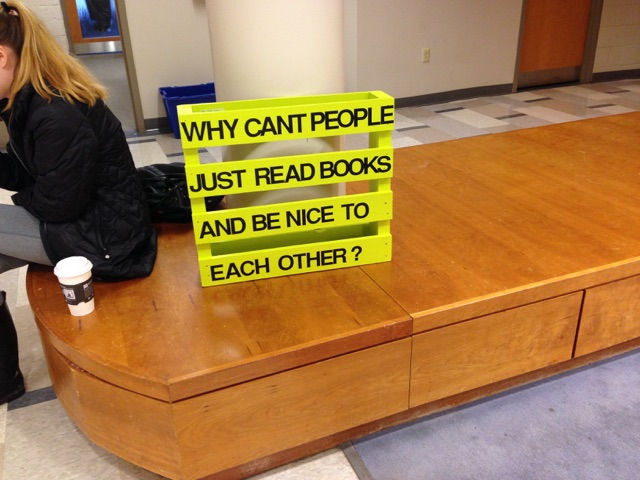 WHY CANT PEOPLE
JUST READ BOOKS
AND BE NICE TO
EACH OTHER?